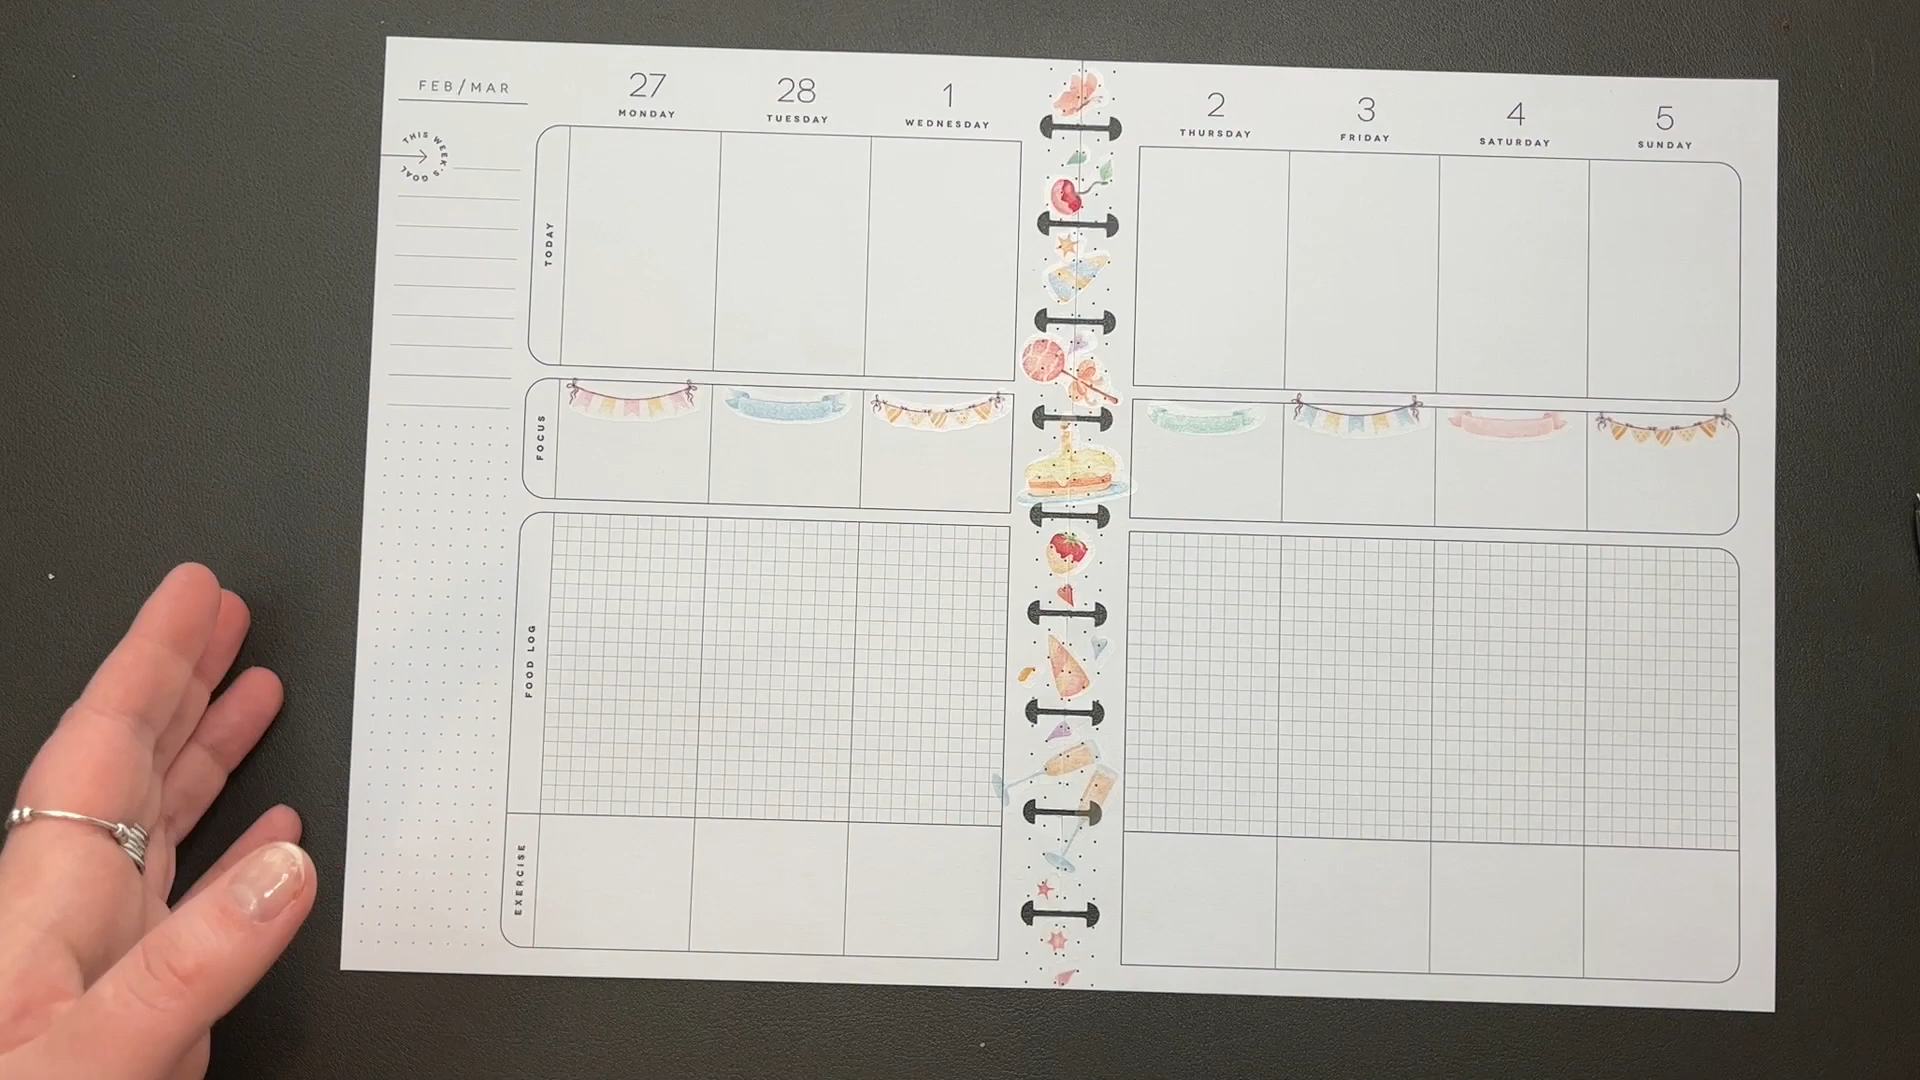 FEB/MAR
THIS WEEK'S GOAL
27 28 1 2 3 4 5
MONDAY TUESDAY WEDNESDAY THURSDAY FRIDAY SATURDAY SUNDAY
TODAY
FOCUS
FOOD LOG
EXERCISE